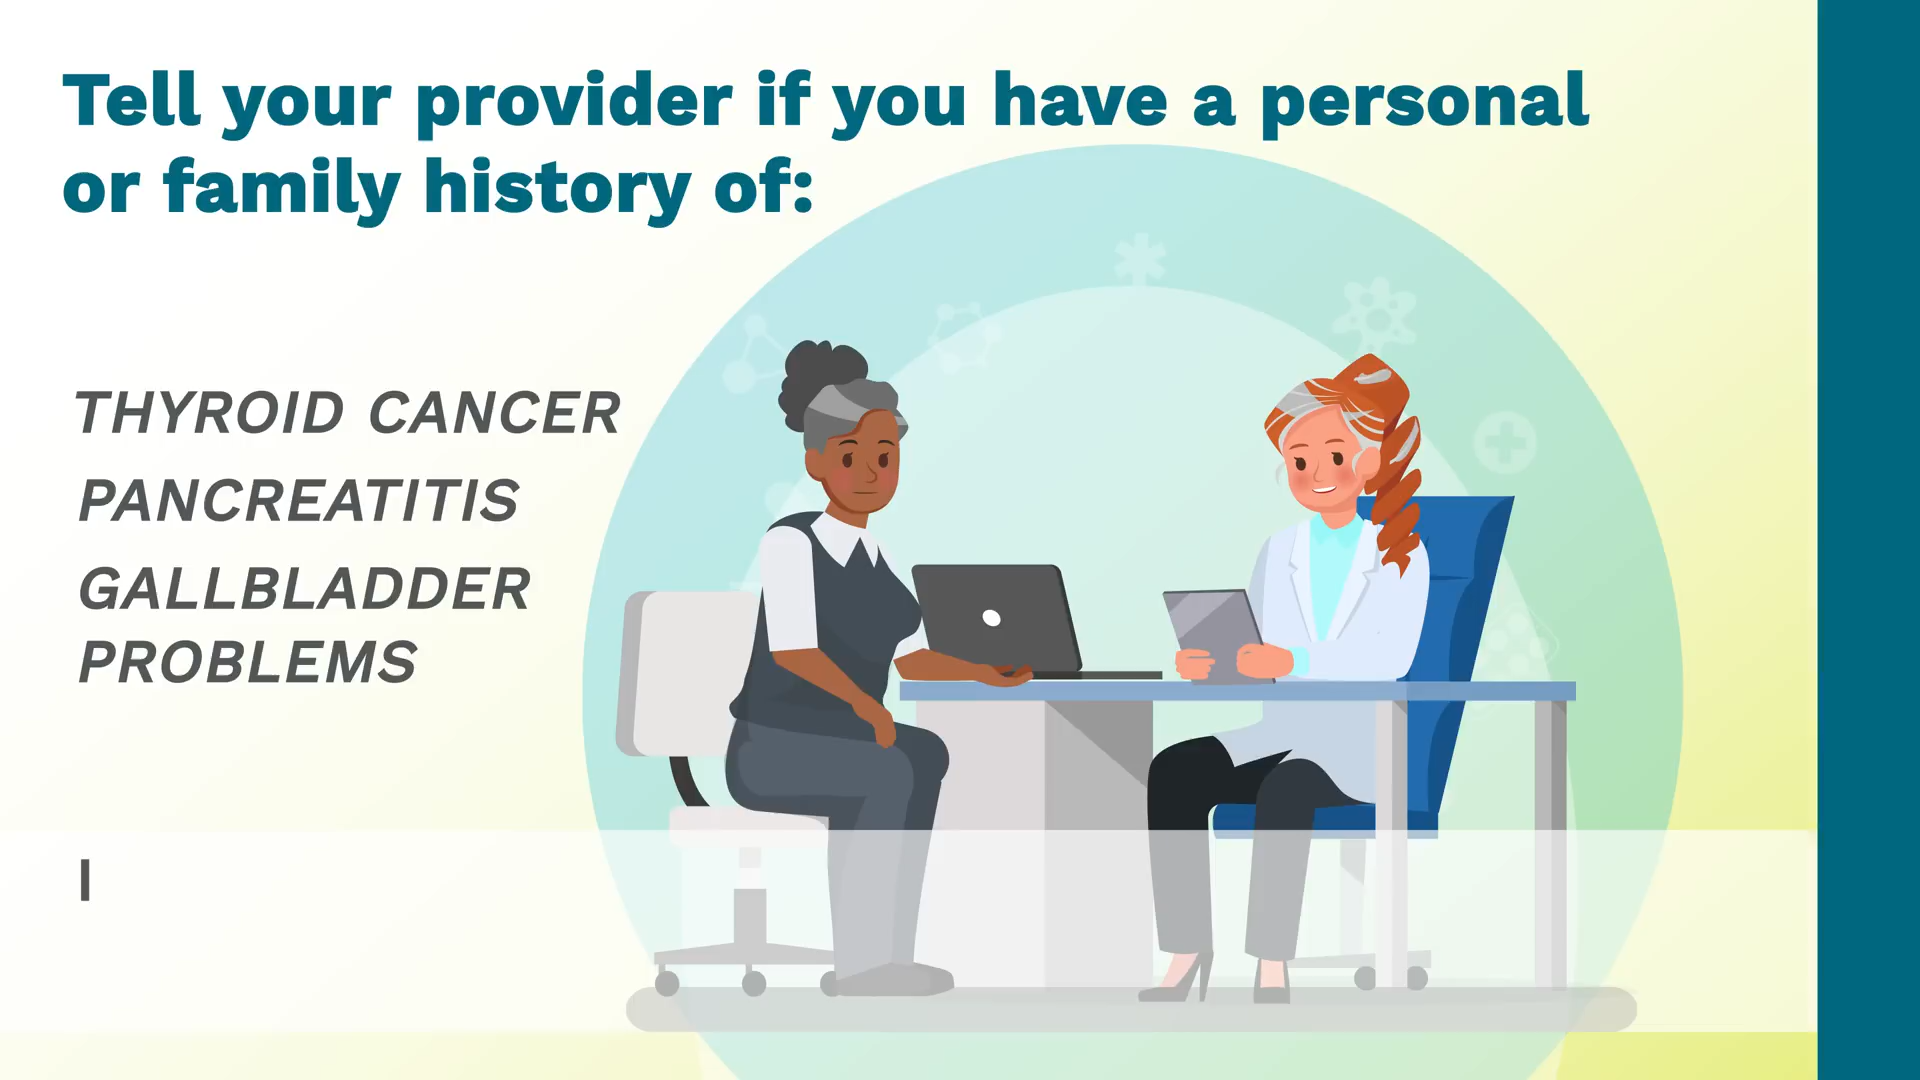 Tell your provider if you have a personal
or family history of:
THYROID CANCER
PANCREATITIS
GALLBLADDER
PROBLEMS
I